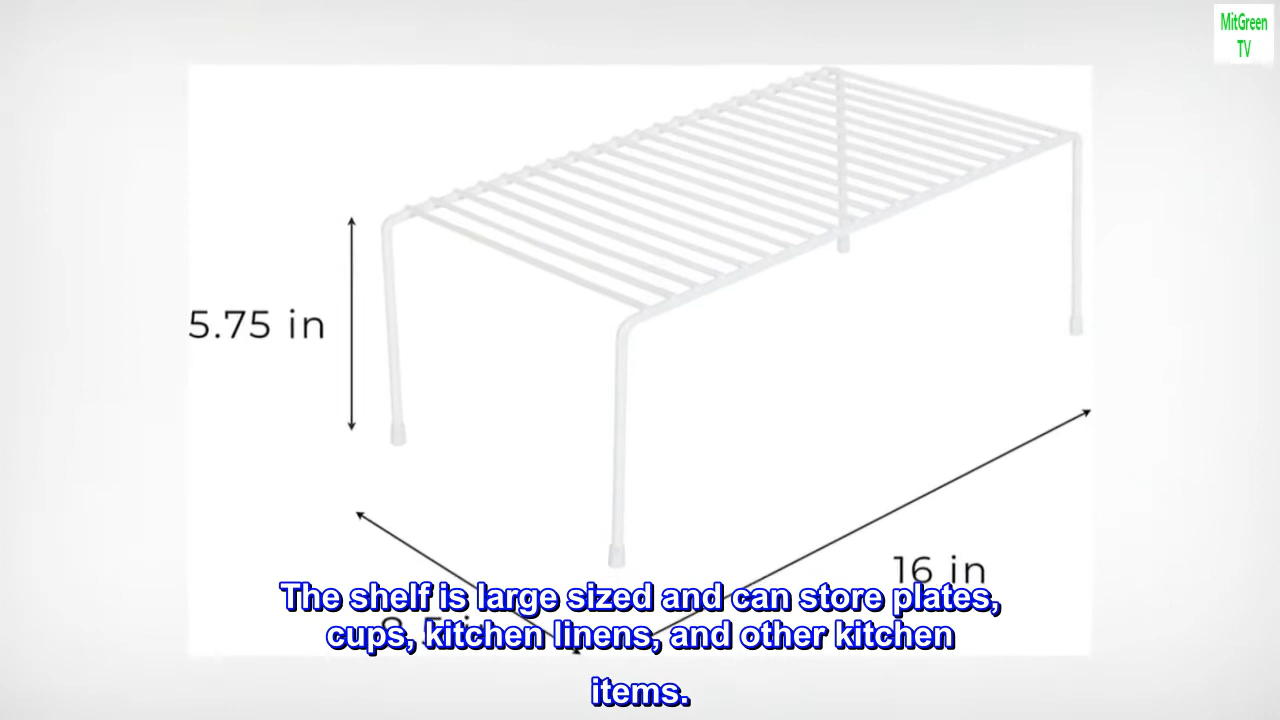 MitGreen
TV
5.75 in
16 in
The shelf is large sized and can store plates,
cups, kitchen linens, and other kitchen
items.